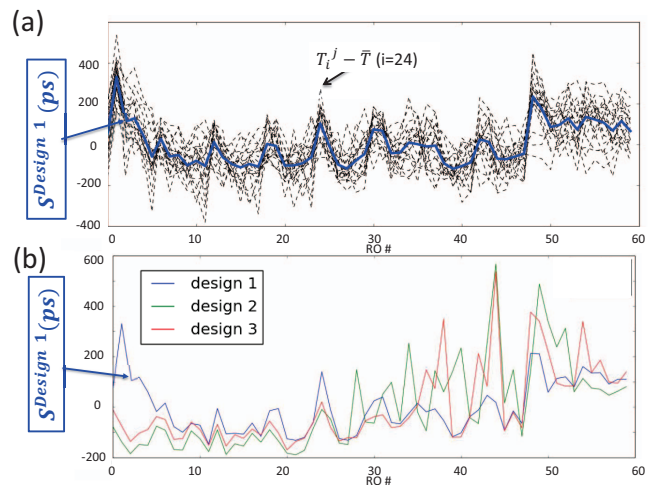 (a)
S^Design 1 (ps)
T_i^j − T̄ (i=24)
400
200
0
-200
-400
0 10 20 30 40 50 60
RO #
(b)
S^Design 1 (ps)
600
400
200
0
-200
design 1
design 2
design 3
0 10 20 30 40 50 60
RO #